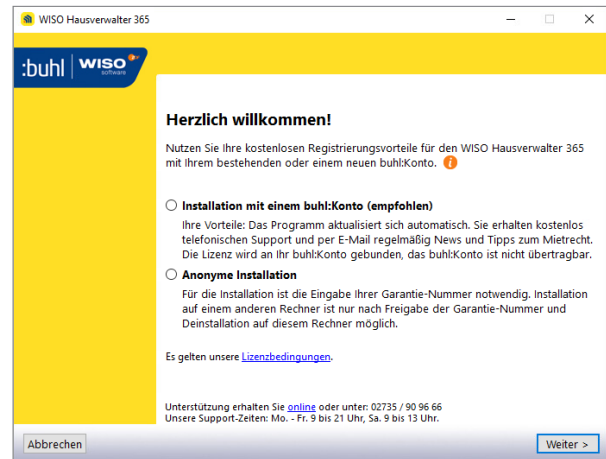 WISO Hausverwalter 365
:buhl WISO
software
Herzlich willkommen!
Nutzen Sie Ihre kostenlosen Registrierungsvorteile für den WISO Hausverwalter 365
mit Ihrem bestehenden oder einem neuen buhl:Konto. i
Installation mit einem buhl:Konto (empfohlen)
Ihre Vorteile: Das Programm aktualisiert sich automatisch. Sie erhalten kostenlos
telefonischen Support und per E-Mail regelmäßig News und Tipps zum Mietrecht.
Die Lizenz wird an Ihr buhl:Konto gebunden, das buhl:Konto ist nicht übertragbar.
Anonyme Installation
Für die Installation ist die Eingabe Ihrer Garantie-Nummer notwendig. Installation
auf einem anderen Rechner ist nur nach Freigabe der Garantie-Nummer und
Deinstallation auf diesem Rechner möglich.
Es gelten unsere Lizenzbedingungen.
Unterstützung erhalten Sie online oder unter: 02735 / 90 96 66
Unsere Support-Zeiten: Mo. - Fr. 9 bis 21 Uhr, Sa. 9 bis 13 Uhr.
Abbrechen Weiter >